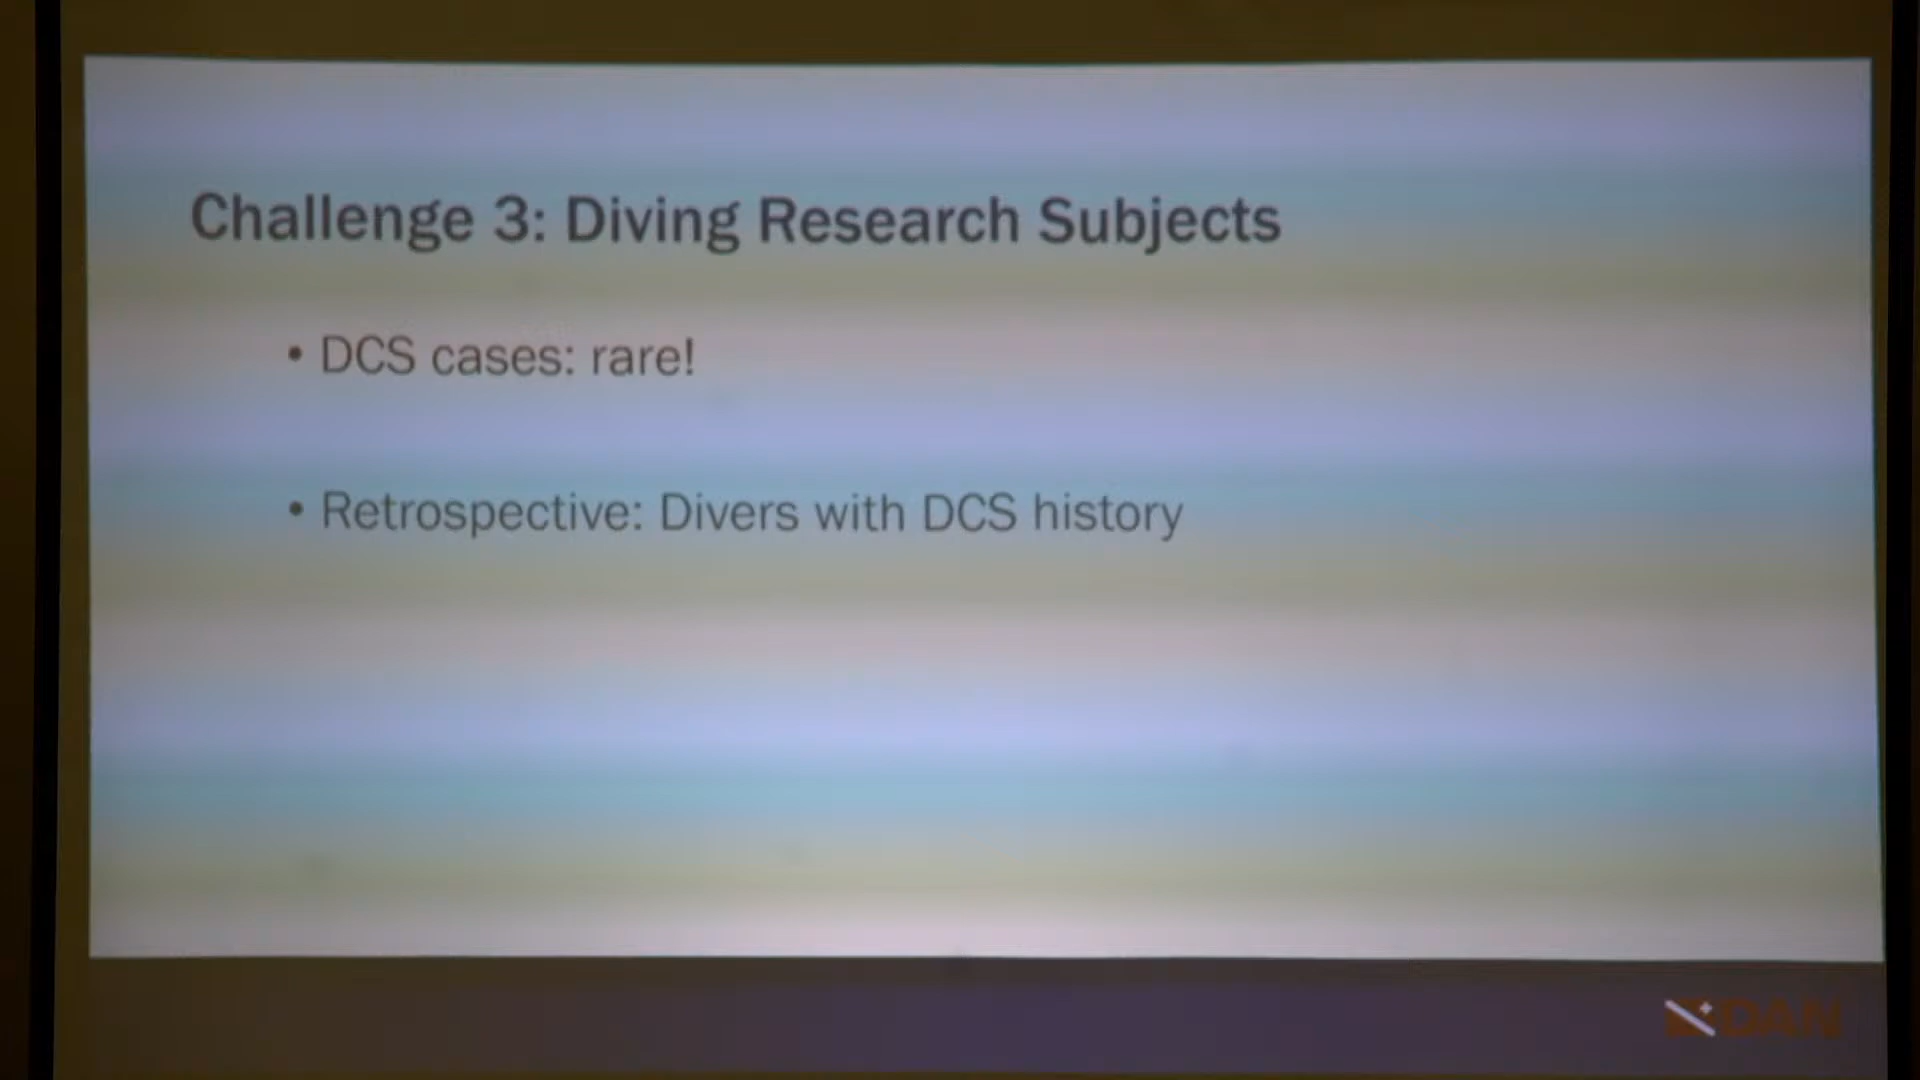 Challenge 3: Diving Research Subjects
• DCS cases: rare!
• Retrospective: Divers with DCS history
DAN